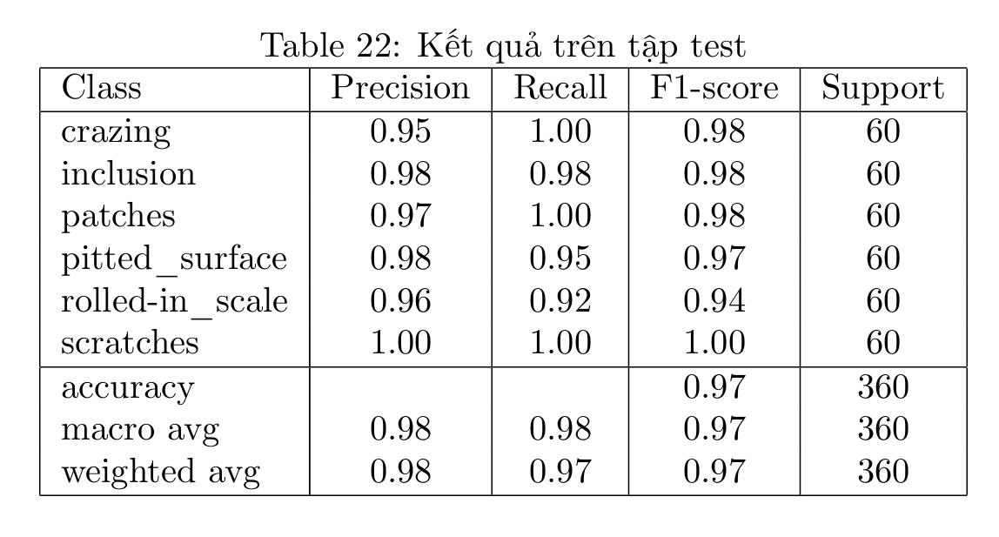 Table 22: Kết quả trên tập test
Class Precision Recall F1-score Support
crazing 0.95 1.00 0.98 60
inclusion 0.98 0.98 0.98 60
patches 0.97 1.00 0.98 60
pitted_surface 0.98 0.95 0.97 60
rolled-in_scale 0.96 0.92 0.94 60
scratches 1.00 1.00 1.00 60
accuracy 0.97 360
macro avg 0.98 0.98 0.97 360
weighted avg 0.98 0.97 0.97 360